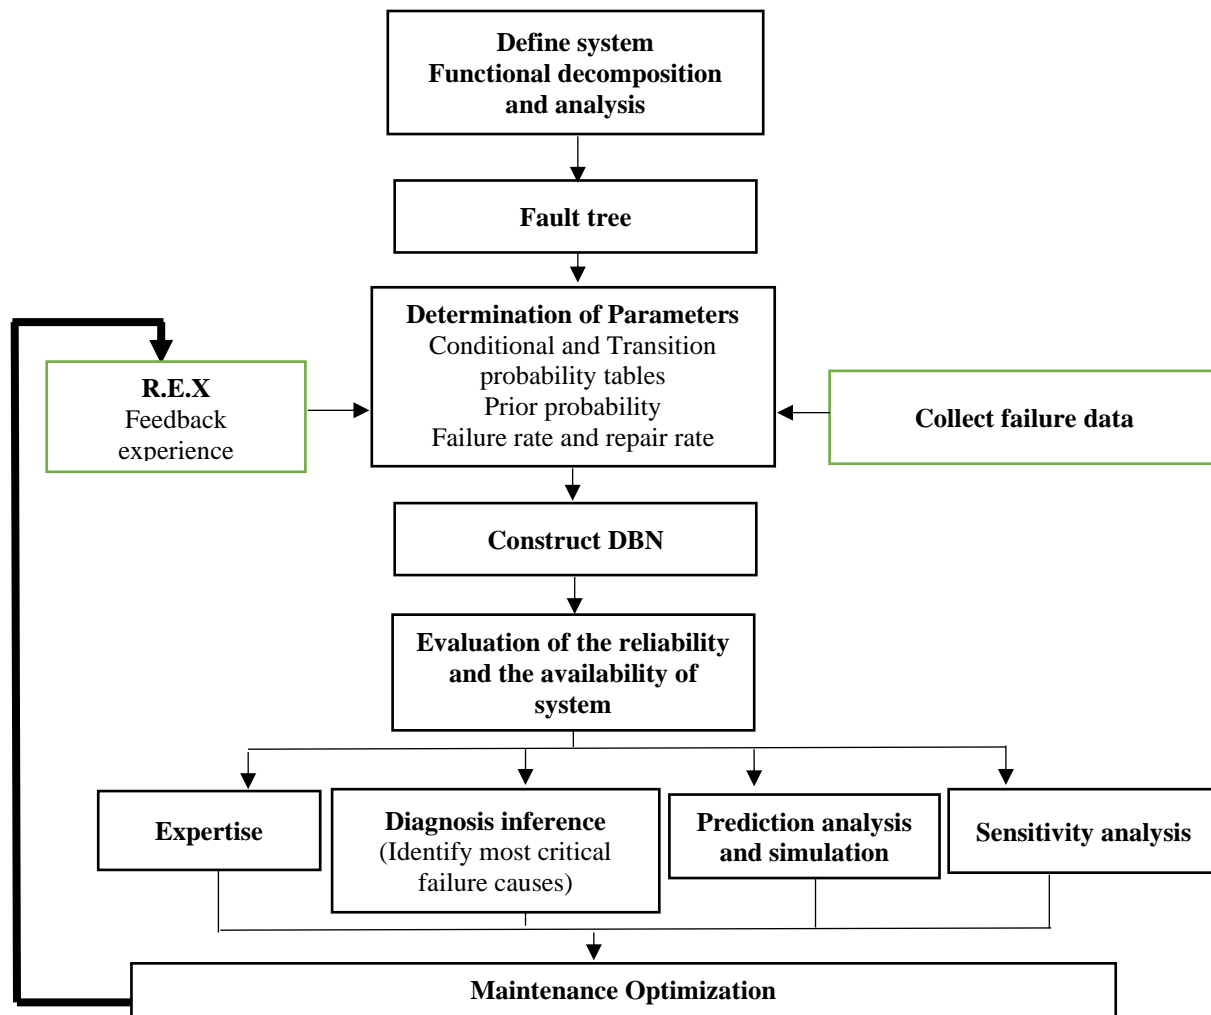 Define system
Functional decomposition
and analysis
Fault tree
Determination of Parameters
Conditional and Transition
probability tables
Prior probability
Failure rate and repair rate
R.E.X
Feedback
experience
Collect failure data
Construct DBN
Evaluation of the reliability
and the availability of
system
Expertise
Diagnosis inference
(Identify most critical
failure causes)
Prediction analysis
and simulation
Sensitivity analysis
Maintenance Optimization